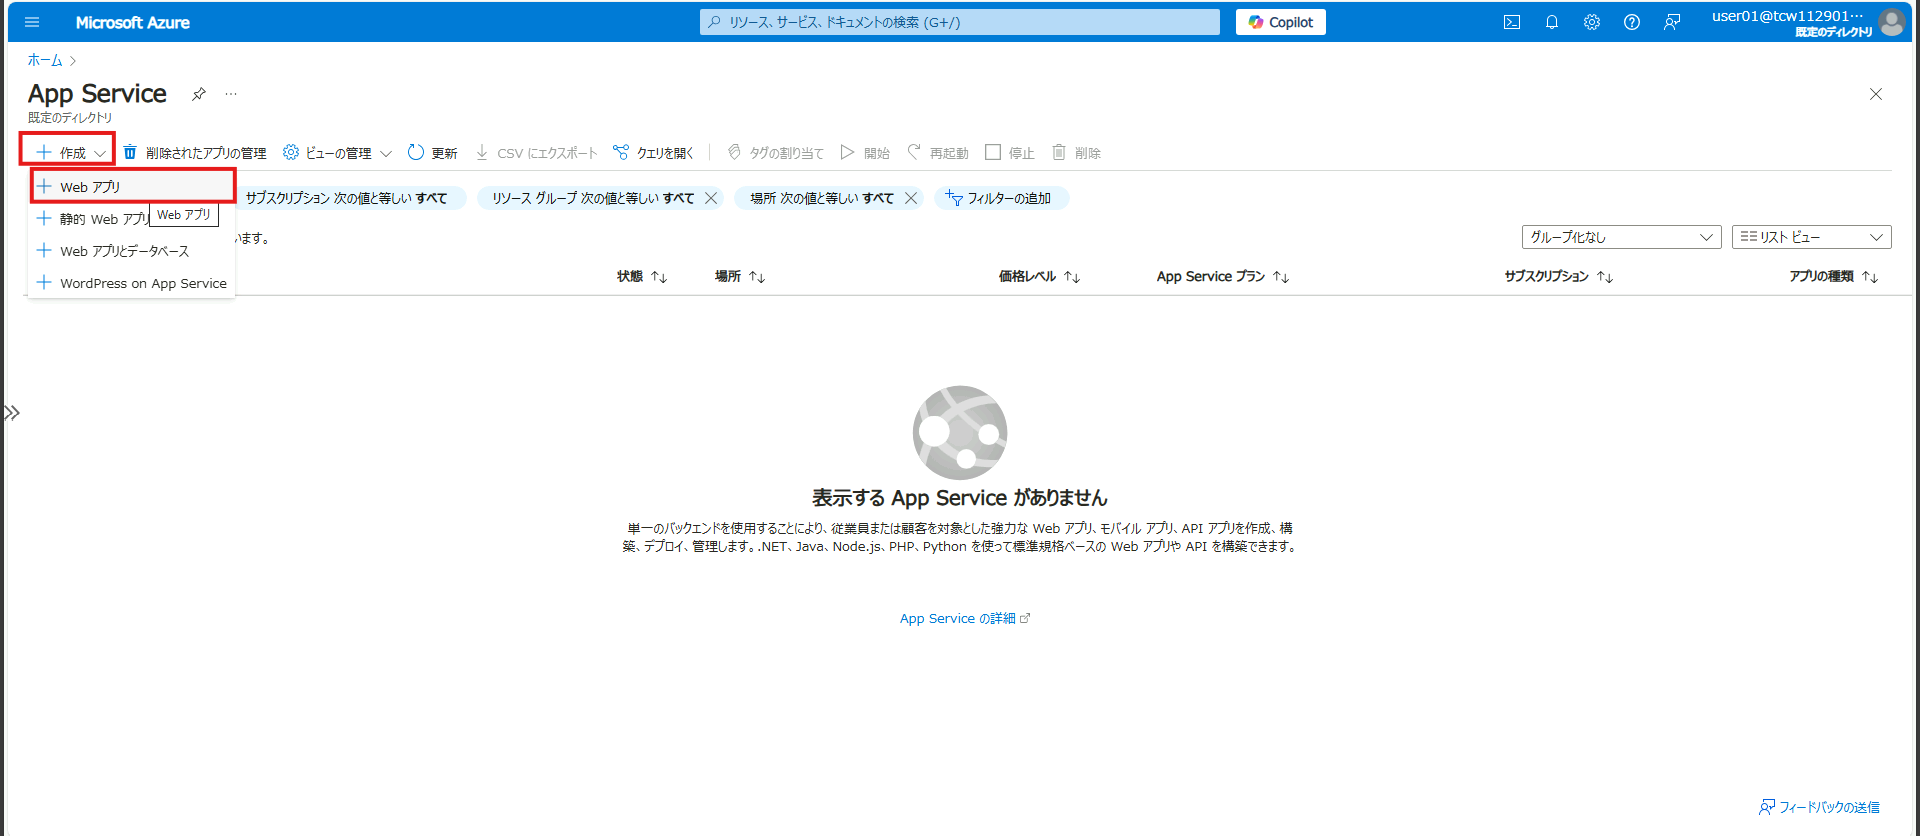 Microsoft Azure
リソース、サービス、ドキュメントの検索 (G+/)
Copilot
user01@tcw112901…
既定のディレクトリ
ホーム
App Service
既定のディレクトリ
作成
削除されたアプリの管理
ビューの管理
更新
CSV にエクスポート
クエリを開く
タグの割り当て
開始
再起動
停止
削除
Web アプリ
静的 Web アプリ
Web アプリ
Web アプリとデータベース
WordPress on App Service
サブスクリプション 次の値と等しい すべて
リソース グループ 次の値と等しい すべて
場所 次の値と等しい すべて
フィルターの追加
います。
グループ化なし
リスト ビュー
状態
場所
価格レベル
App Service プラン
サブスクリプション
アプリの種類
表示する App Service がありません
単一のバックエンドを使用することにより、従業員または顧客を対象とした強力な Web アプリ、モバイル アプリ、API アプリを作成、構
築、デプロイ、管理します。.NET、Java、Node.js、PHP、Python を使って標準規格ベースの Web アプリや API を構築できます。
App Service の詳細
フィードバックの送信